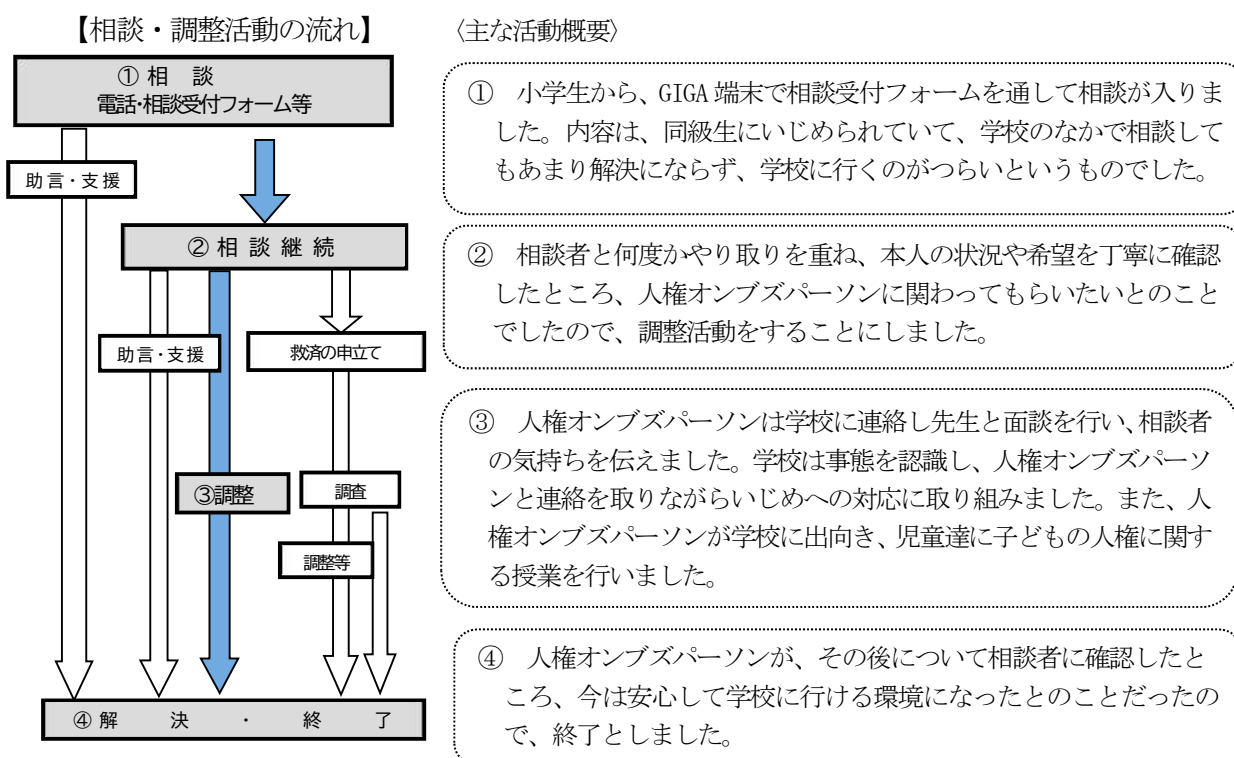 【相談・調整活動の流れ】
〈主な活動概要〉
① 相 談
電話・相談受付フォーム等
助言・支援
② 相 談 継 続
助言・支援
救済の申立て
③調整
調査
調整等
④ 解 決 ・ 終 了
① 小学生から、GIGA 端末で相談受付フォームを通して相談が入りま
した。内容は、同級生にいじめられていて、学校のなかで相談して
もあまり解決にならず、学校に行くのがつらいというものでした。
② 相談者と何度かやり取りを重ね、本人の状況や希望を丁寧に確認
したところ、人権オンブズパーソンに関わってもらいたいとのこと
でしたので、調整活動をすることにしました。
③ 人権オンブズパーソンは学校に連絡し先生と面談を行い、相談者
の気持ちを伝えました。学校は事態を認識し、人権オンブズパーソ
ンと連絡を取りながらいじめへの対応に取り組みました。また、人
権オンブズパーソンが学校に出向き、児童達に子どもの人権に関す
る授業を行いました。
④ 人権オンブズパーソンが、その後について相談者に確認したと
ころ、今は安心して学校に行ける環境になったとのことだったの
で、終了としました。